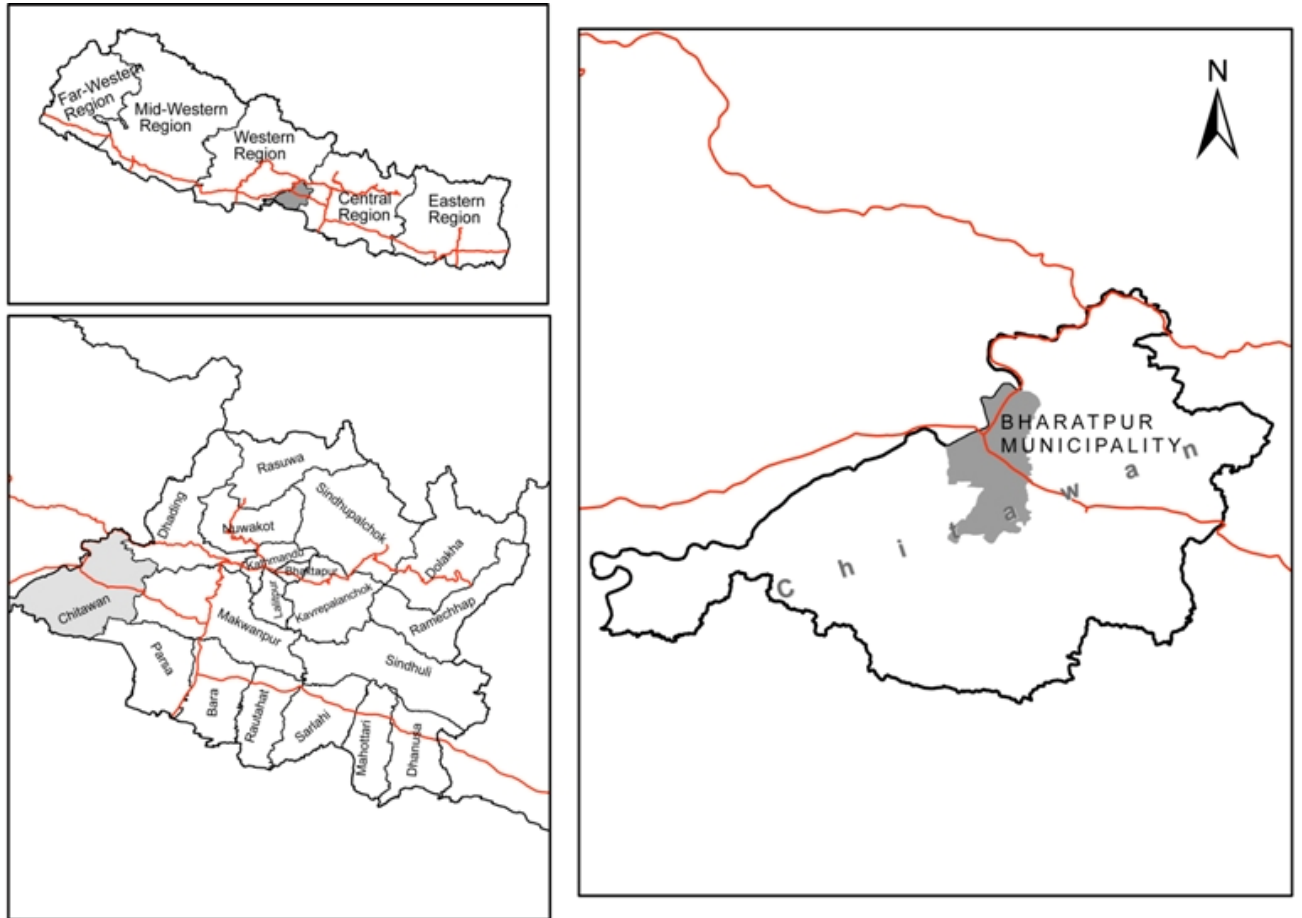 Far-Western
Region
Mid-Western
Region
Western
Region
Central
Region
Eastern
Region
Rasuwa
Dhading
Nuwakot
Sindhupalchok
Kathmandu
Bhaktapur
Dolakha
Lalitpur
Kavrepalanchok
Chitawan
Ramechhap
Makwanpur
Sindhuli
Parsa
Bara
Rautahat
Sarlahi
Mahottari
Dhanusa
N
BHARATPUR
MUNICIPALITY
Chitawan